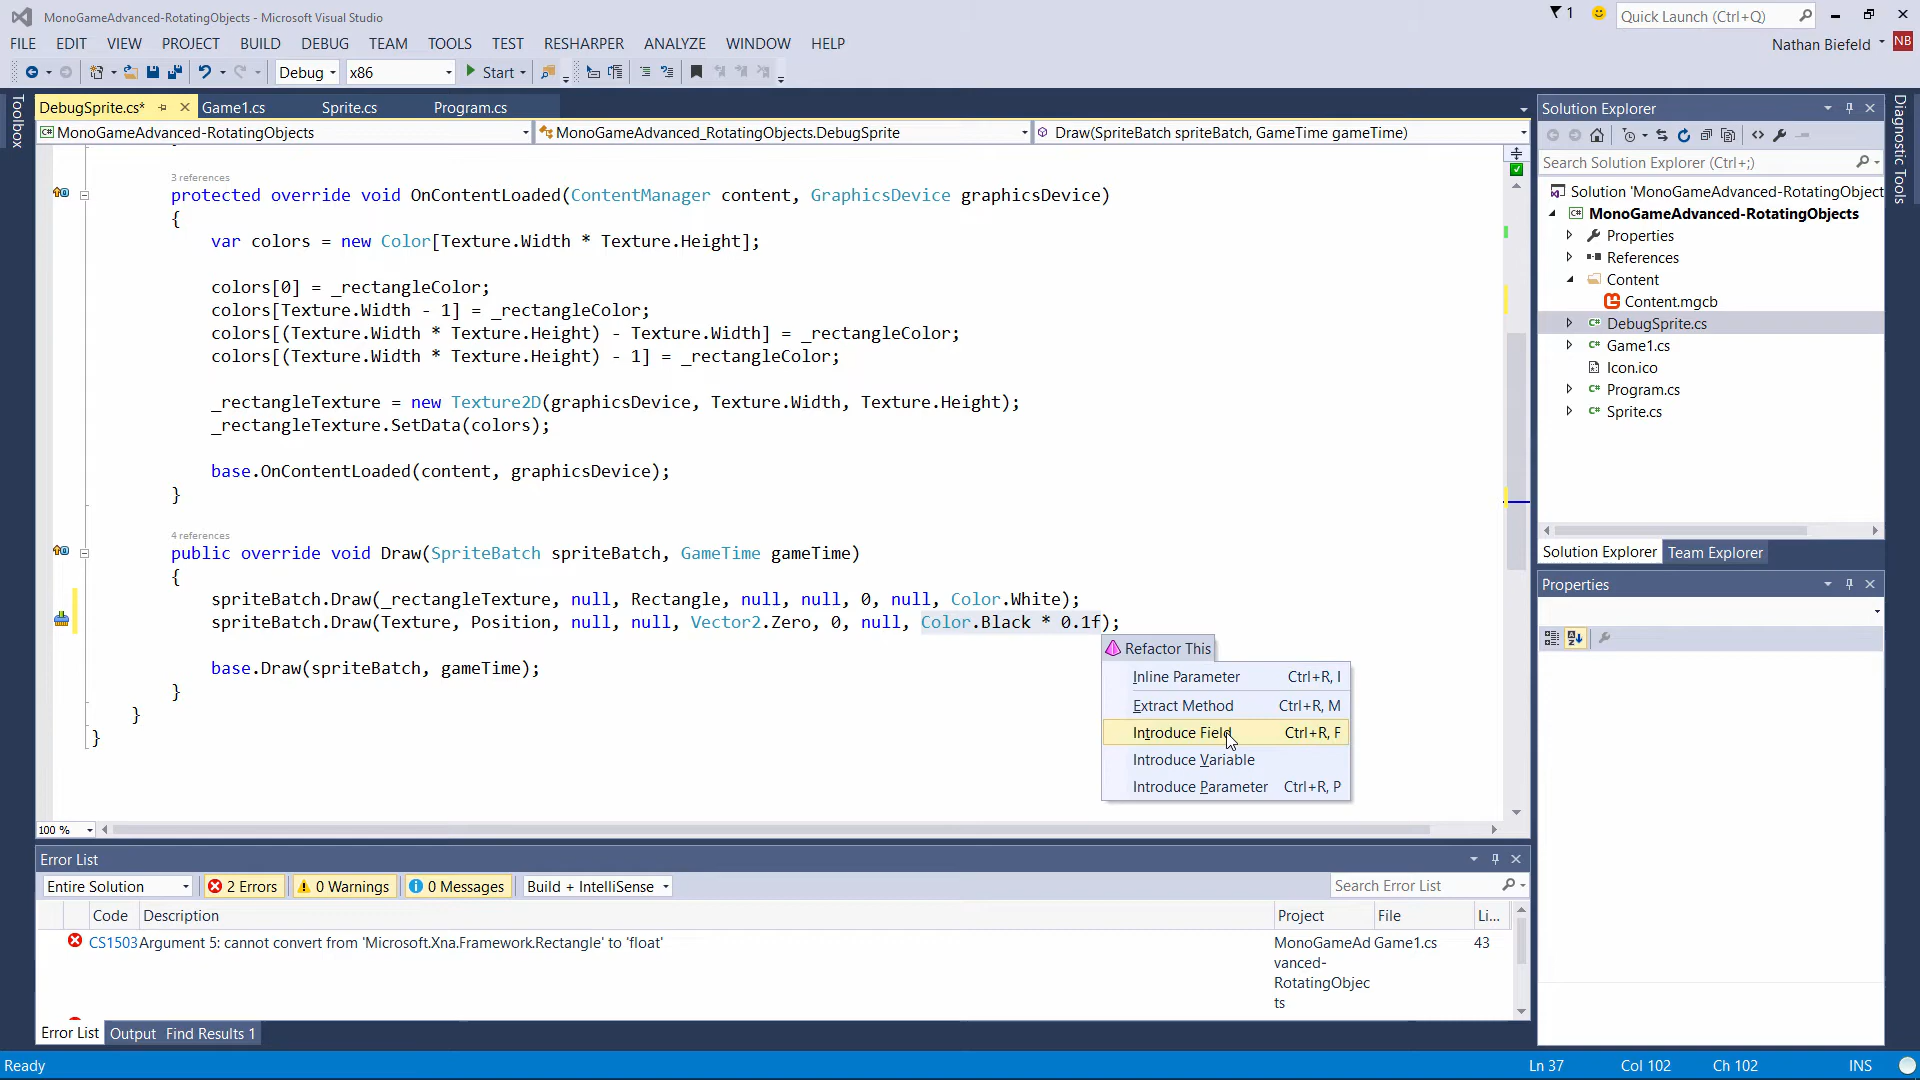 MonoGameAdvanced-RotatingObjects - Microsoft Visual Studio
1
Quick Launch (Ctrl+Q)
FILE EDIT VIEW PROJECT BUILD DEBUG TEAM TOOLS TEST RESHARPER ANALYZE WINDOW HELP
Nathan Biefeld NB
Debug x86 Start
Toolbox
DebugSprite.cs* Game1.cs Sprite.cs Program.cs
MonoGameAdvanced-RotatingObjects MonoGameAdvanced_RotatingObjects.DebugSprite Draw(SpriteBatch spriteBatch, GameTime gameTime)
3 references
protected override void OnContentLoaded(ContentManager content, GraphicsDevice graphicsDevice)
{
var colors = new Color[Texture.Width * Texture.Height];
colors[0] = _rectangleColor;
colors[Texture.Width - 1] = _rectangleColor;
colors[(Texture.Width * Texture.Height) - Texture.Width] = _rectangleColor;
colors[(Texture.Width * Texture.Height) - 1] = _rectangleColor;
_rectangleTexture = new Texture2D(graphicsDevice, Texture.Width, Texture.Height);
_rectangleTexture.SetData(colors);
base.OnContentLoaded(content, graphicsDevice);
}
4 references
public override void Draw(SpriteBatch spriteBatch, GameTime gameTime)
{
spriteBatch.Draw(_rectangleTexture, null, Rectangle, null, null, 0, null, Color.White);
spriteBatch.Draw(Texture, Position, null, null, Vector2.Zero, 0, null, Color.Black * 0.1f);
base.Draw(spriteBatch, gameTime);
}
}
}
Refactor This
Inline Parameter Ctrl+R, I
Extract Method Ctrl+R, M
Introduce Field Ctrl+R, F
Introduce Variable
Introduce Parameter Ctrl+R, P
100 %
Error List
Entire Solution 2 Errors 0 Warnings 0 Messages Build + IntelliSense Search Error List
Code Description Project File Li...
CS1503 Argument 5: cannot convert from 'Microsoft.Xna.Framework.Rectangle' to 'float' MonoGameAd Game1.cs 43
vanced-
RotatingObjec
ts
Error List Output Find Results 1
Solution Explorer
Search Solution Explorer (Ctrl+;)
Solution 'MonoGameAdvanced-RotatingObject
MonoGameAdvanced-RotatingObjects
Properties
References
Content
Content.mgcb
DebugSprite.cs
Game1.cs
Icon.ico
Program.cs
Sprite.cs
Solution Explorer Team Explorer
Properties
Diagnostic Tools
Ready Ln 37 Col 102 Ch 102 INS